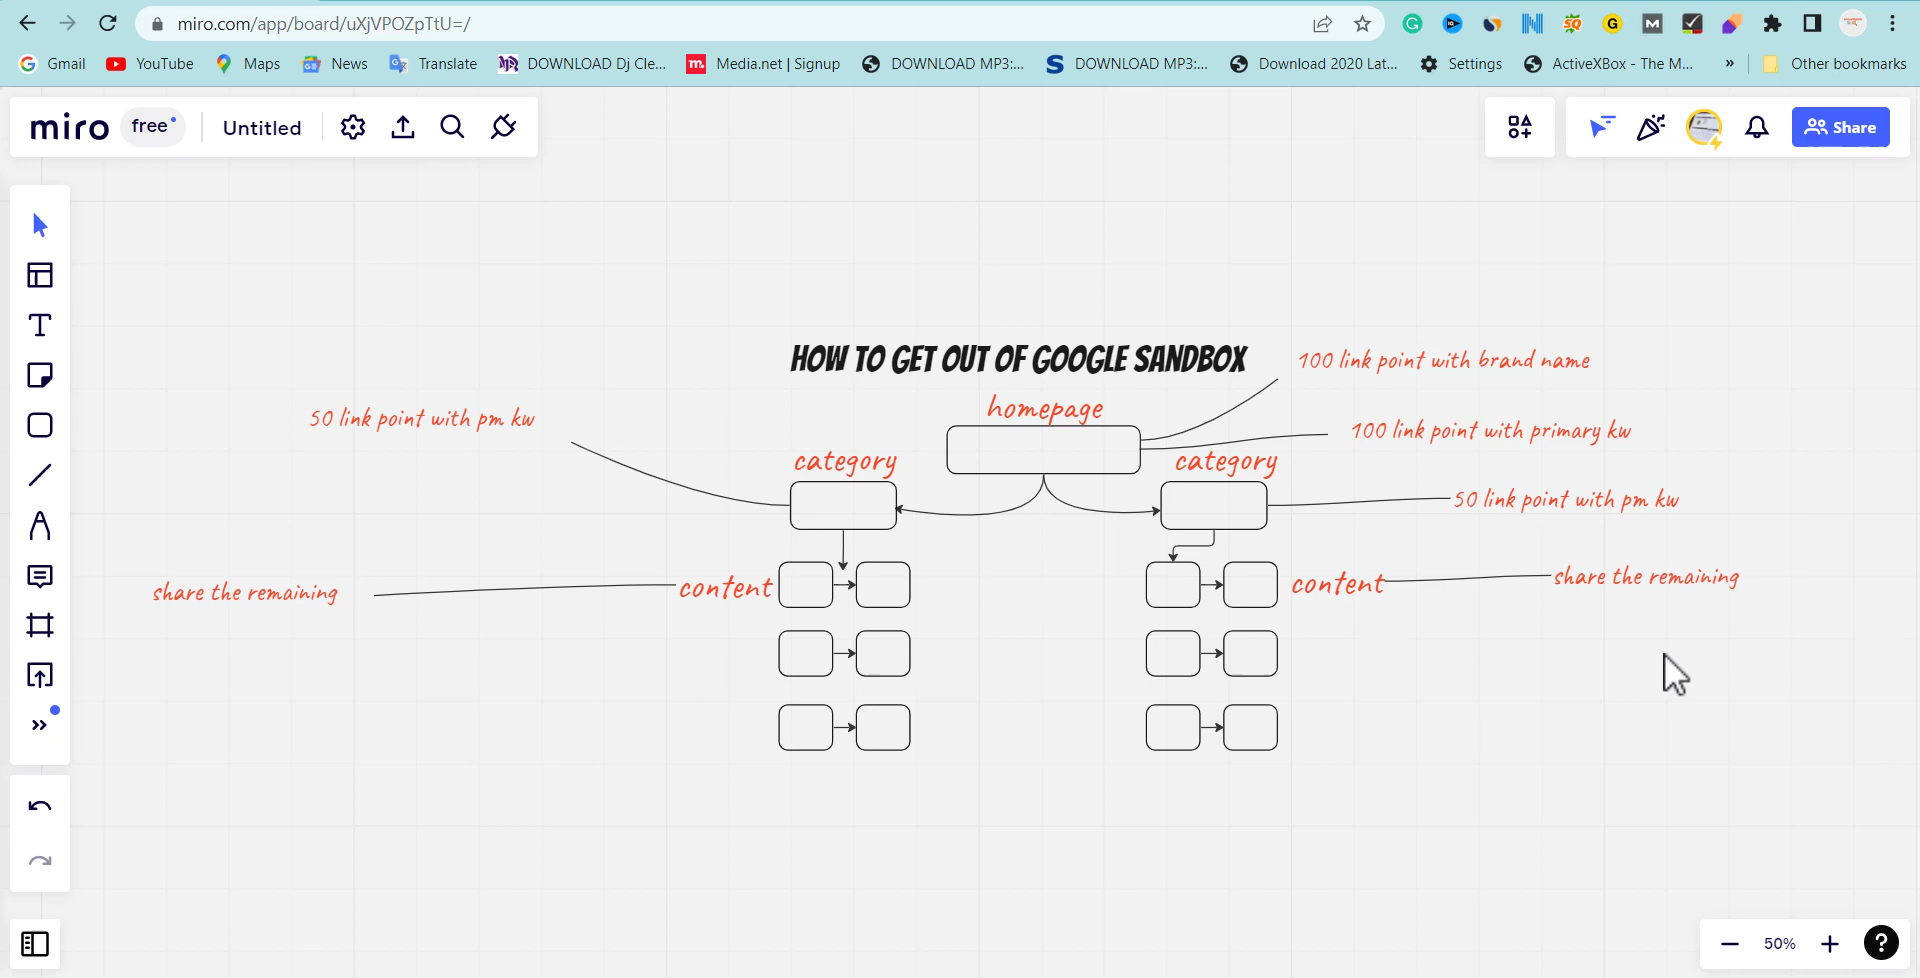 miro.com/app/board/uXjVPOZpTtU=/
Gmail
YouTube
Maps
News
Translate
DOWNLOAD Dj Cle...
Media.net | Signup
DOWNLOAD MP3:...
DOWNLOAD MP3:...
Download 2020 Lat...
Settings
ActiveXBox - The M...
»
Other bookmarks
miro
free
Untitled
Share
HOW TO GET OUT OF GOOGLE SANDBOX
100 link point with brand name
homepage
50 link point with pm kw
100 link point with primary kw
category
category
50 link point with pm kw
share the remaining
content
content
share the remaining
50%